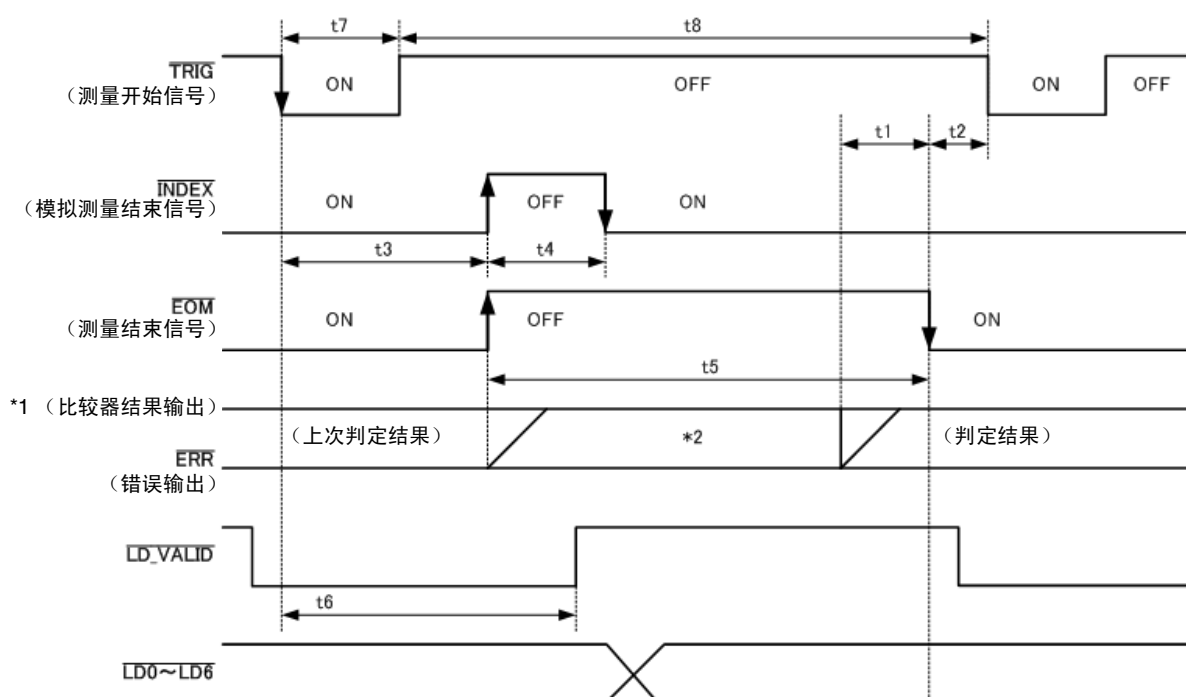 t7
t8
TRIG
（测量开始信号）
ON
OFF
ON
OFF
t1
t2
INDEX
（模拟测量结束信号）
ON
OFF
ON
t3
t4
EOM
（测量结束信号）
ON
OFF
ON
t5
*1 （比较器结果输出）
（上次判定结果）
*2
（判定结果）
ERR
（错误输出）
LD_VALID
t6
LD0～LD6